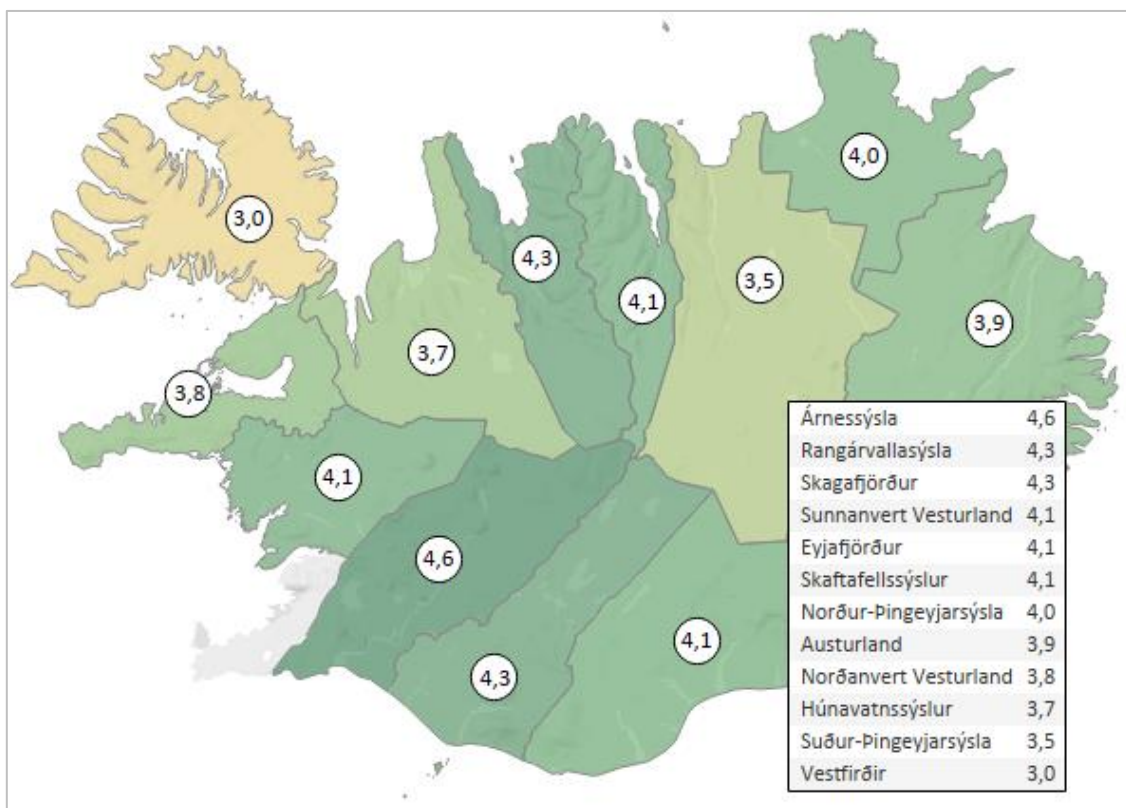 4,0
3,0
4,3
3,5
4,1
3,9
3,7
3,8
4,1
4,6
4,1
4,3
Árnessýsla 4,6
Rangárvallasýsla 4,3
Skagafjörður 4,3
Sunnanvert Vesturland 4,1
Eyjafjörður 4,1
Skaftafellssýslur 4,1
Norður-Þingeyjarsýsla 4,0
Austurland 3,9
Norðanvert Vesturland 3,8
Húnavatnssýslur 3,7
Suður-Þingeyjarsýsla 3,5
Vestfirðir 3,0